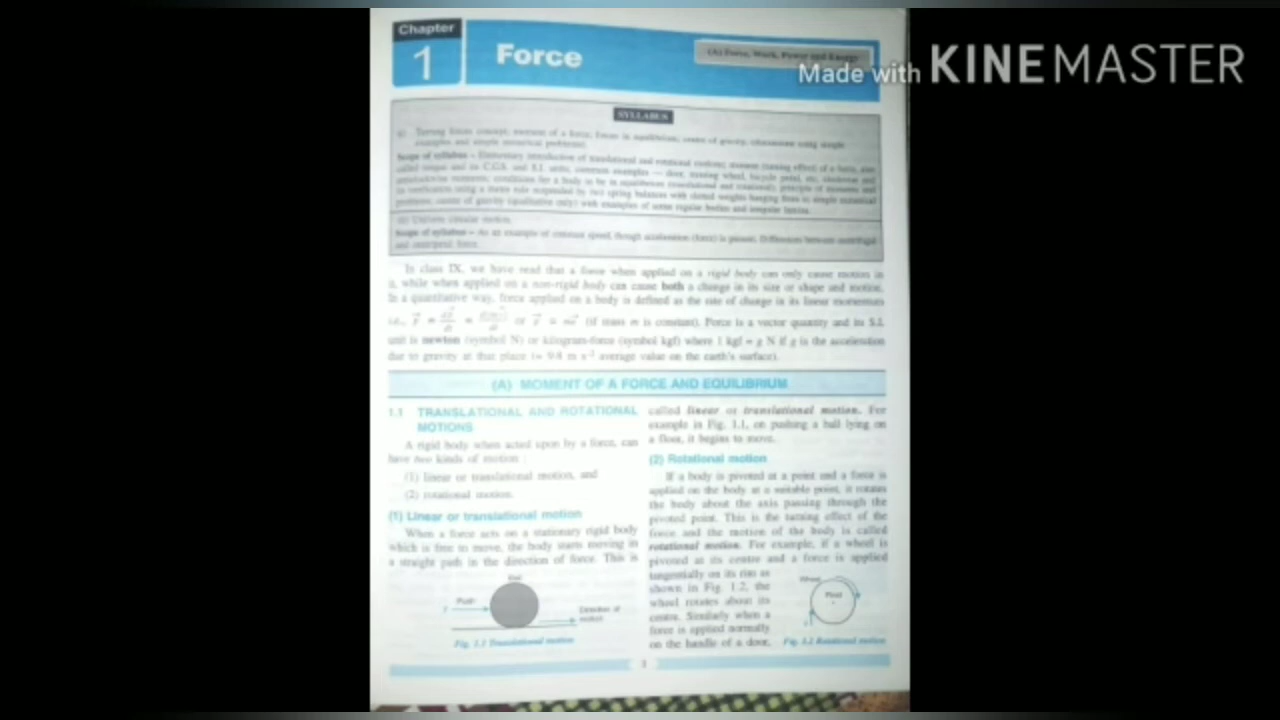 Chapter
1
Force
(A) Force, Work, Power and Energy
Made with KINEMASTER
SYLLABUS
(i) Turning forces concept; moment of a force; forces in equilibrium; centre of gravity;
examples and simple numerical problems).
Scope of syllabus – Elementary introduction of translational and rotational motions; moment (turning effect) of a force, also
called torque and its C.G.S. and S.I. units; common examples — door, steering wheel, bicycle pedal, etc.; clockwise and
anticlockwise moments; conditions for a body to be in equilibrium (translational and rotational); principle of moments and
its verification using a metre rule suspended by two spring balances with slotted weights hanging from it; simple numerical
problems; centre of gravity (qualitative only) with examples of some regular bodies and irregular lamina.
(ii) Uniform circular motion.
Scope of syllabus – As an example of constant speed, though acceleration (force) is present. Differences between centrifugal
and centripetal force.
In class IX, we have read that a force when applied on a rigid body can only cause motion in
it, while when applied on a non-rigid body can cause both a change in its size or shape and motion.
In a quantitative way, force applied on a body is defined as the rate of change in its linear momentum
i.e., F = dp/dt = d(mv)/dt or F = ma (if mass m is constant). Force is a vector quantity and its S.I.
unit is newton (symbol N) or kilogram-force (symbol kgf) where 1 kgf = g N if g is the acceleration
due to gravity at that place (= 9.8 m s⁻² average value on the earth's surface).
(A) MOMENT OF A FORCE AND EQUILIBRIUM
1.1 TRANSLATIONAL AND ROTATIONAL
MOTIONS
A rigid body when acted upon by a force, can
have two kinds of motion :
(1) linear or translational motion, and
(2) rotational motion.
(1) Linear or translational motion
When a force acts on a stationary rigid body
which is free to move, the body starts moving in
a straight path in the direction of force. This is
Ball
Push
F
Direction of
motion
Fig. 1.1 Translational motion
called linear or translational motion. For
example in Fig. 1.1, on pushing a ball lying on
a floor, it begins to move.
(2) Rotational motion
If a body is pivoted at a point and a force is
applied on the body at a suitable point, it rotates
the body about the axis passing through the
pivoted point. This is the turning effect of the
force and the motion of the body is called
rotational motion. For example, if a wheel is
pivoted at its centre and a force is applied
tangentially on its rim as
shown in Fig. 1.2, the
wheel rotates about its
centre. Similarly when a
force is applied normally
on the handle of a door,
Wheel
Pivot
F
Fig. 1.2 Rotational motion
1